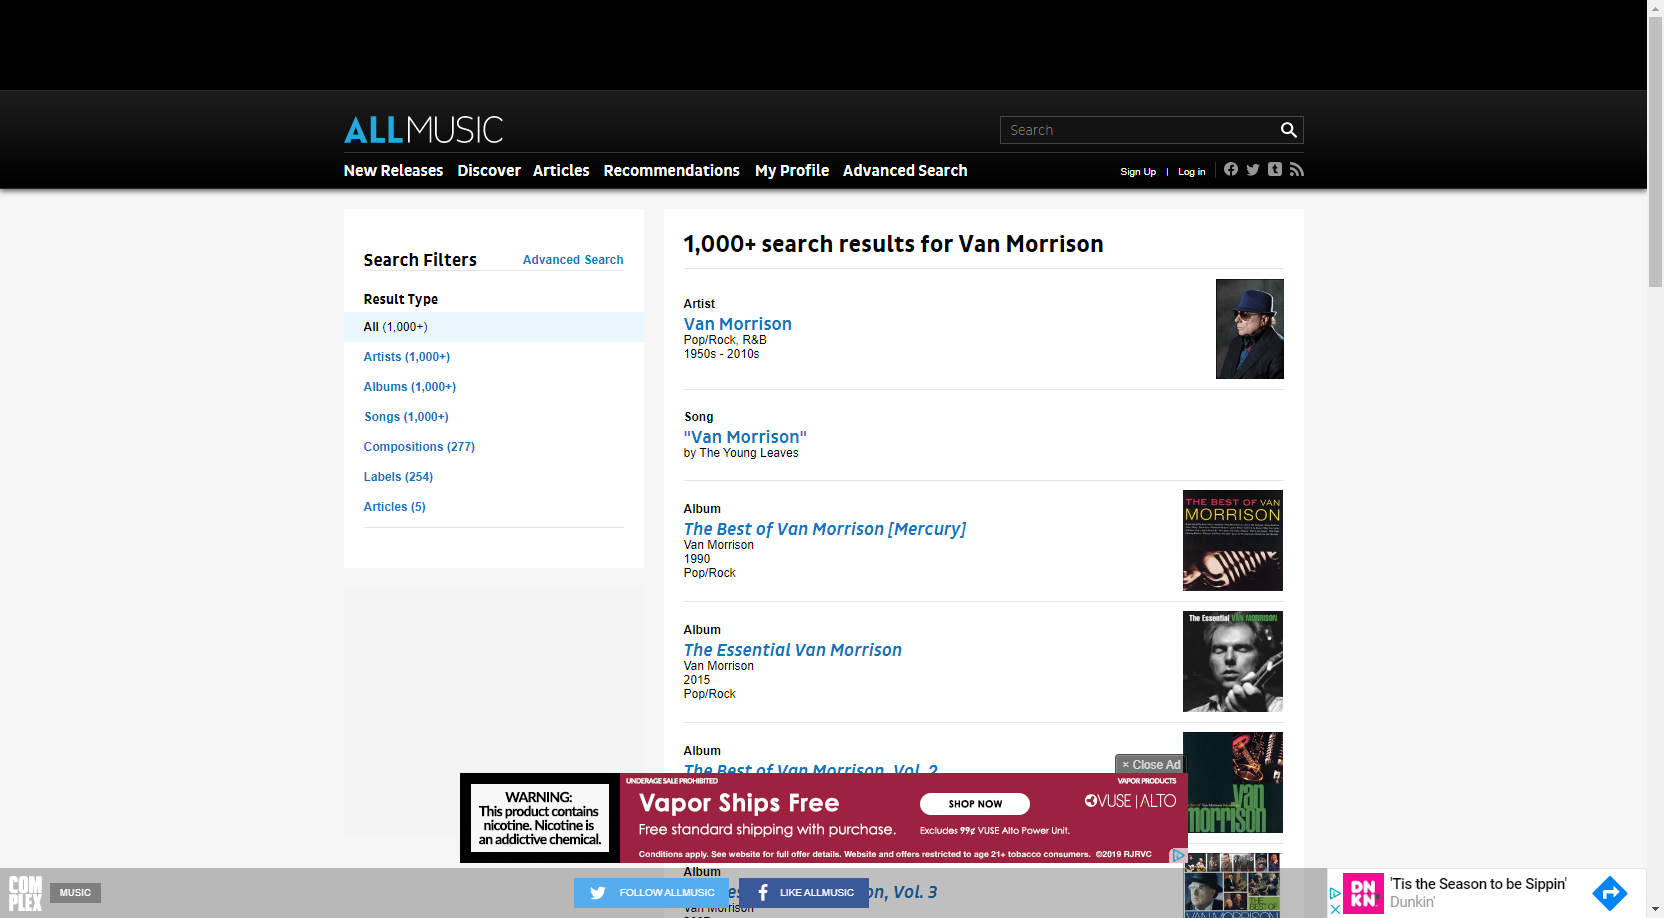 ALLMUSIC
Search
New Releases Discover Articles Recommendations My Profile Advanced Search
Sign Up | Log in
Search Filters Advanced Search
Result Type
All (1,000+)
Artists (1,000+)
Albums (1,000+)
Songs (1,000+)
Compositions (277)
Labels (254)
Articles (5)
1,000+ search results for Van Morrison
Artist
Van Morrison
Pop/Rock, R&B
1950s - 2010s
Song
"Van Morrison"
by The Young Leaves
Album
The Best of Van Morrison [Mercury]
Van Morrison
1990
Pop/Rock
THE BEST OF VAN
MORRISON
Album
The Essential Van Morrison
Van Morrison
2015
Pop/Rock
The Essential VAN MORRISON
Album
The Best of Van Morrison, Vol. 2
van
morrison
× Close Ad
WARNING:
This product contains
nicotine. Nicotine is
an addictive chemical.
UNDERAGE SALE PROHIBITED
VAPOR PRODUCTS
Vapor Ships Free
Free standard shipping with purchase.
SHOP NOW
Excludes 99¢ VUSE Alto Power Unit.
VUSE | ALTO
Conditions apply. See website for full offer details. Website and offers restricted to age 21+ tobacco consumers. ©2019 RJRVC
Album
on, Vol. 3
Van Morrison
VAN MORRISON
THE BEST OF
COMPLEX
MUSIC
FOLLOW ALLMUSIC
LIKE ALLMUSIC
DN
KN
'Tis the Season to be Sippin'
Dunkin'